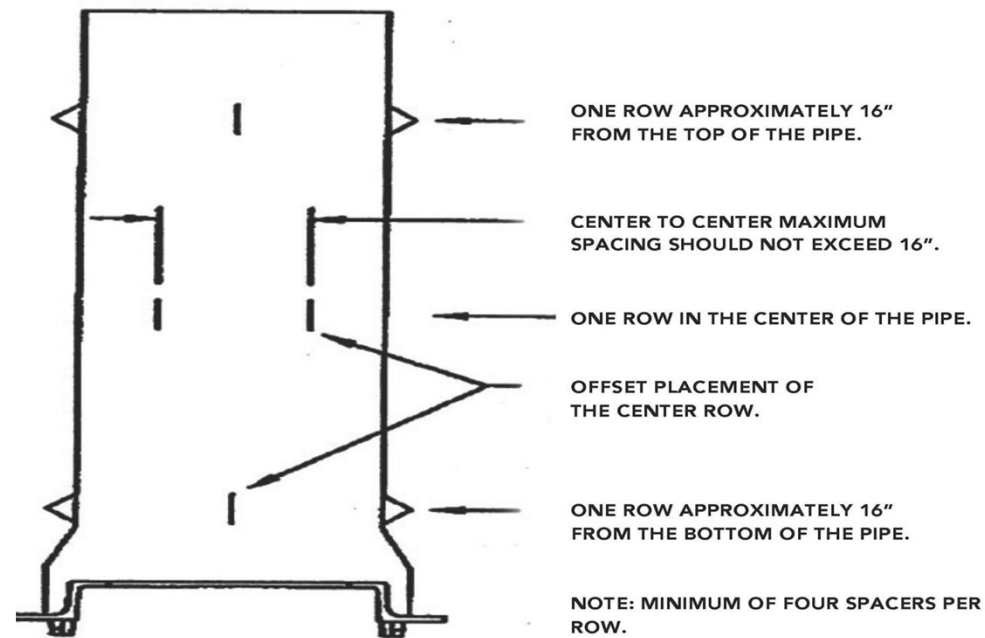 ONE ROW APPROXIMATELY 16”
FROM THE TOP OF THE PIPE.
CENTER TO CENTER MAXIMUM
SPACING SHOULD NOT EXCEED 16”.
ONE ROW IN THE CENTER OF THE PIPE.
OFFSET PLACEMENT OF
THE CENTER ROW.
ONE ROW APPROXIMATELY 16”
FROM THE BOTTOM OF THE PIPE.
NOTE: MINIMUM OF FOUR SPACERS PER
ROW.